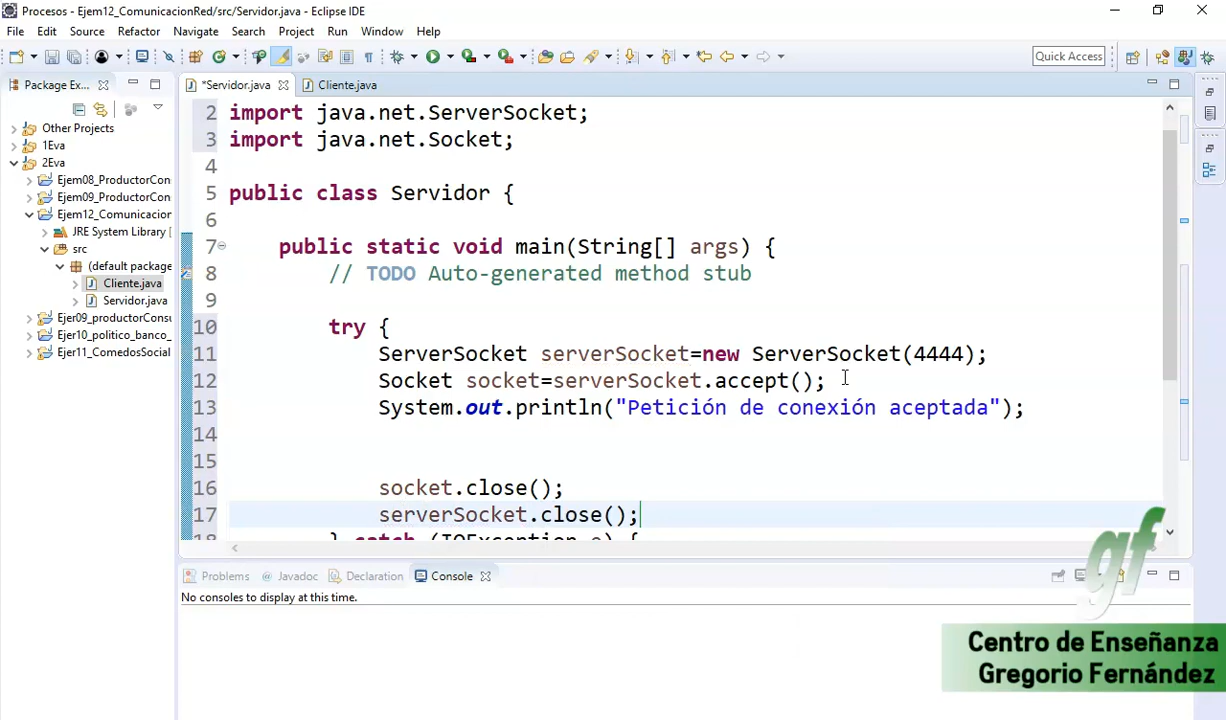 Procesos - Ejem12_ComunicacionRed/src/Servidor.java - Eclipse IDE
File Edit Source Refactor Navigate Search Project Run Window Help
Quick Access
Package Ex...
*Servidor.java
Cliente.java
Other Projects
1Eva
2Eva
Ejem08_ProductorCon
Ejem09_ProductorCon
Ejem12_Comunicacion
JRE System Library [
src
(default package
Cliente.java
Servidor.java
Ejer09_productorConsu
Ejer10_politico_banco_
Ejer11_ComedosSocial
2 import java.net.ServerSocket;
3 import java.net.Socket;
4
5 public class Servidor {
6
7 public static void main(String[] args) {
8 // TODO Auto-generated method stub
9
10 try {
11 ServerSocket serverSocket=new ServerSocket(4444);
12 Socket socket=serverSocket.accept();
13 System.out.println("Petición de conexión aceptada");
14
15
16 socket.close();
17 serverSocket.close();
18 } catch (IOException e) {
Problems @ Javadoc Declaration Console
No consoles to display at this time.
gf
Centro de Enseñanza
Gregorio Fernández